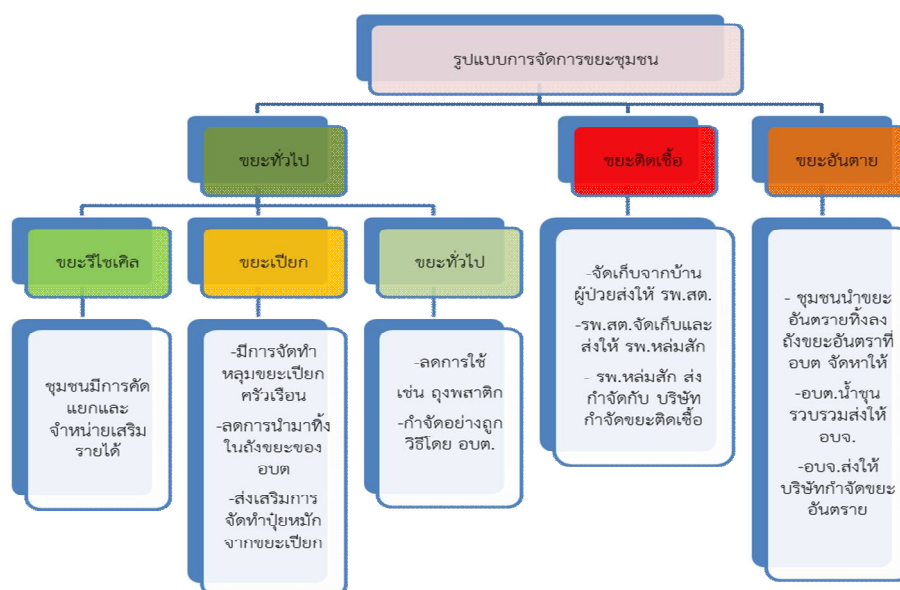 รูปแบบการจัดการขยะชุมชน
ขยะทั่วไป
ขยะติดเชื้อ
ขยะอันตาย
ขยะรีไซเคิล
ขยะเปียก
ขยะทั่วไป
ชุมชนมีการคัด
แยกและ
จำหน่ายเสริม
รายได้
-มีการจัดทำ
หลุมขยะเปียก
ครัวเรือน
-ลดการนำมาทิ้ง
ในถังขยะของ
อบต
-ส่งเสริมการ
จัดทำปุ๋ยหมัก
จากขยะเปียก
-ลดการใช้
เช่น ถุงพสาติก
-กำจัดอย่างถูก
วิธีโดย อบต.
-จัดเก็บจากบ้าน
ผู้ป่วยส่งให้ รพ.สต.
-รพ.สต.จัดเก็บและ
ส่งให้ รพ.หล่มสัก
- รพ.หล่มสัก ส่ง
กำจัดกับ บริษัท
กำจัดขยะติดเชื้อ
- ชุมชนนำขยะ
อันตรายทิ้งลง
ถังขยะอันตราที่
อบต จัดหาให้
-อบต.น้ำชุน
รวบรวมส่งให้
อบจ.
-อบจ.ส่งให้
บริษัทกำจัดขยะ
อันตราย